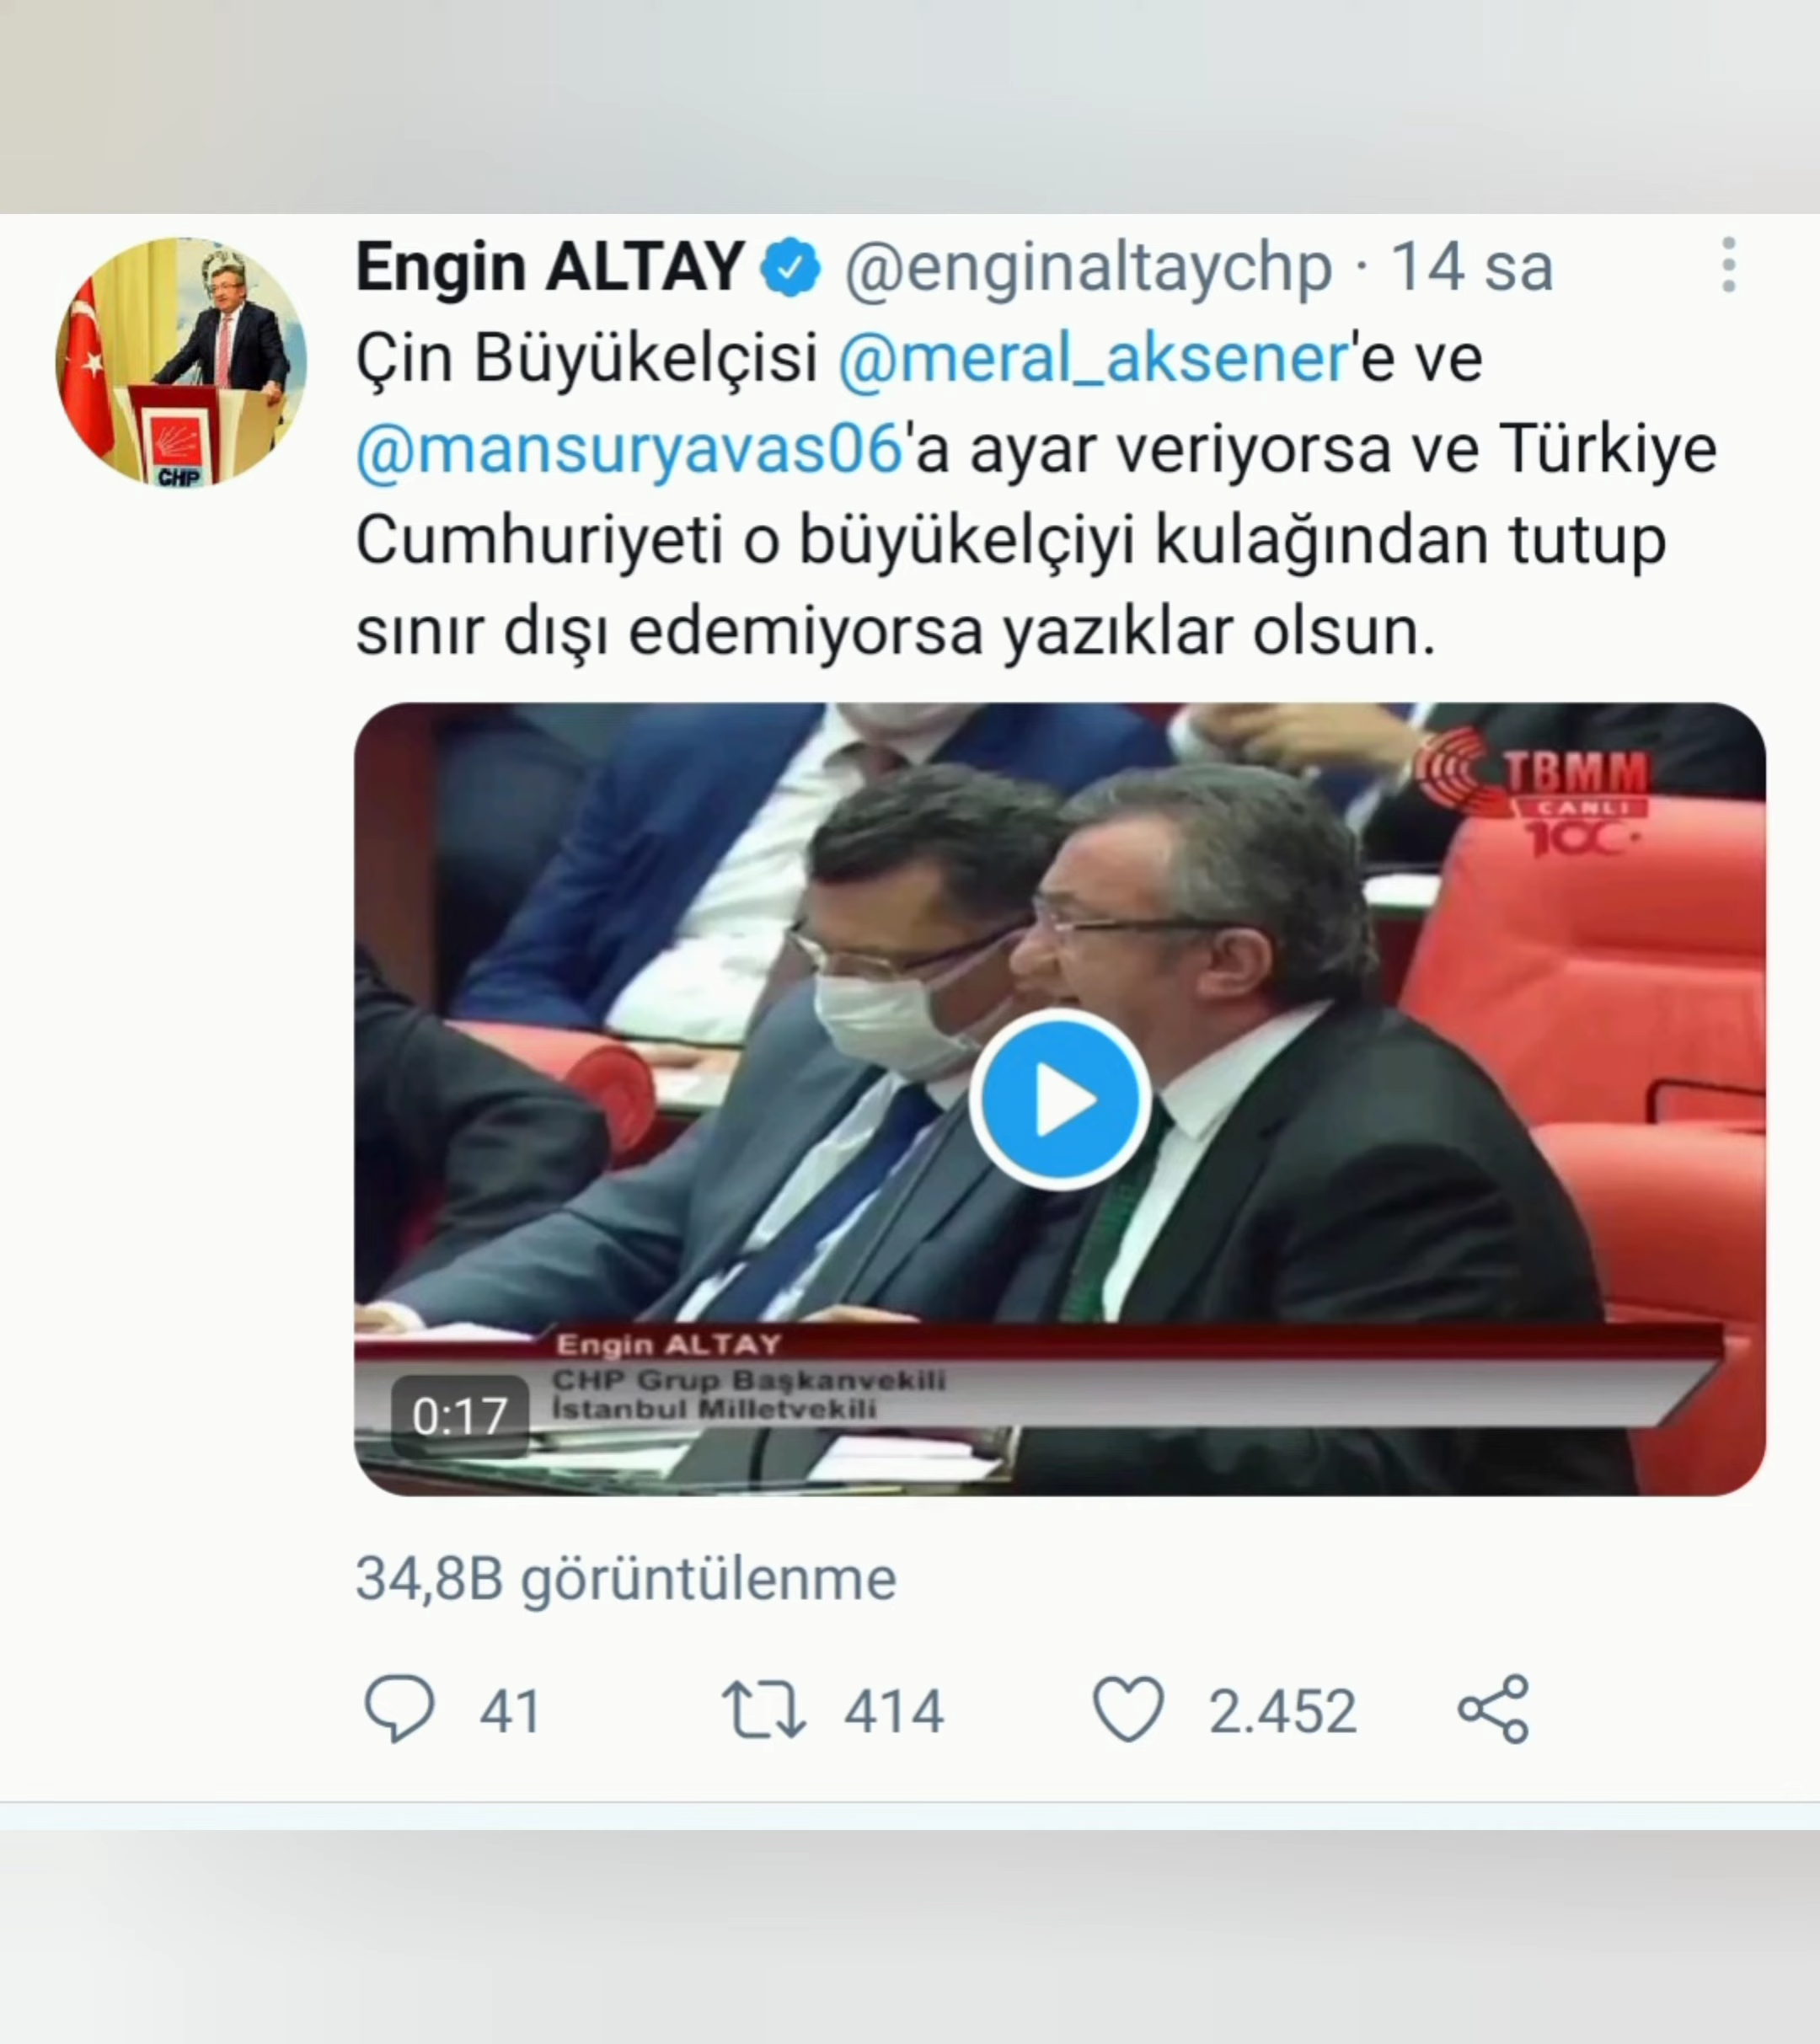 Engin ALTAY @enginaltaychp · 14 sa
Çin Büyükelçisi @meral_aksener'e ve
@mansuryavas06'a ayar veriyorsa ve Türkiye
Cumhuriyeti o büyükelçiyi kulağından tutup
sınır dışı edemiyorsa yazıklar olsun.
CHP
TBMM
CANLI
100
Engin ALTAY
CHP Grup Başkanvekili
İstanbul Milletvekili
0:17
34,8B görüntülenme
41 414 2.452